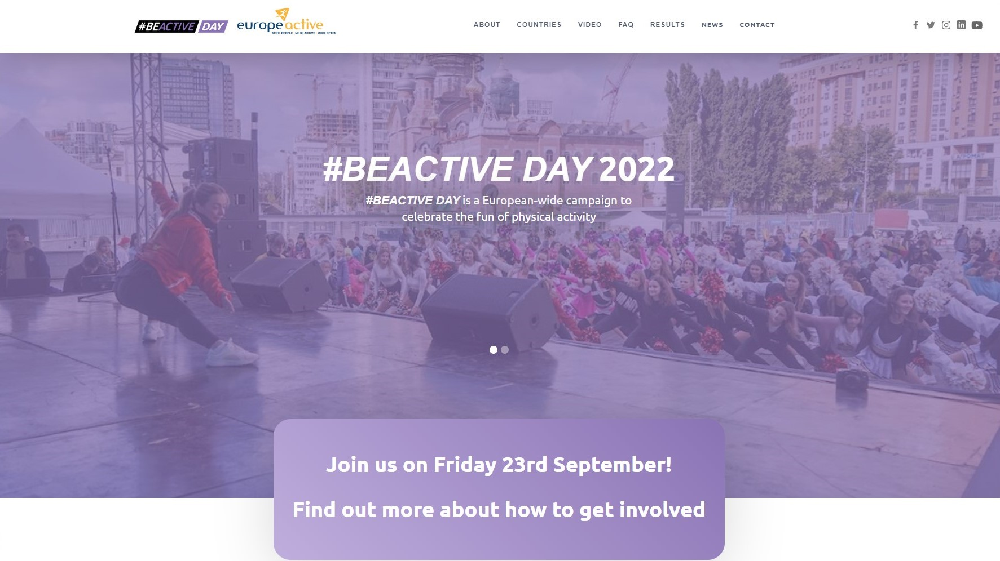 #BEACTIVE DAY
europe active
MORE PEOPLE | MORE ACTIVE | MORE OFTEN
ABOUT COUNTRIES VIDEO FAQ RESULTS NEWS CONTACT
#BEACTIVE DAY 2022
#BEACTIVE DAY is a European-wide campaign to
celebrate the fun of physical activity
Join us on Friday 23rd September!
Find out more about how to get involved